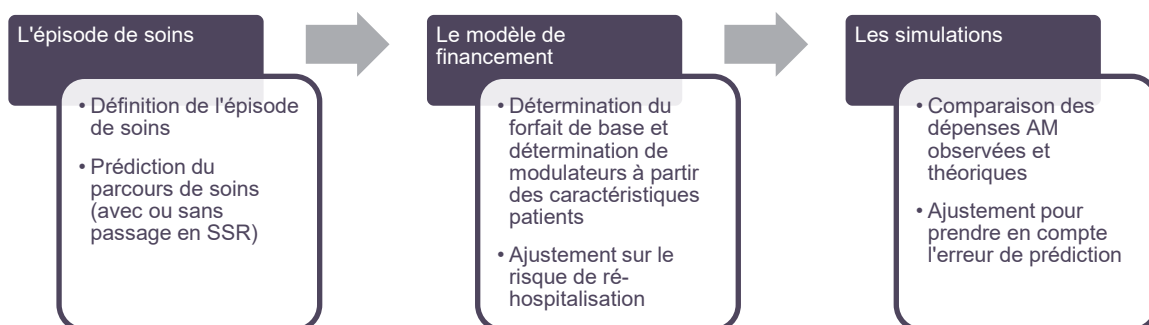 L'épisode de soins
• Définition de l'épisode
de soins
• Prédiction du
parcours de soins
(avec ou sans
passage en SSR)
Le modèle de
financement
• Détermination du
forfait de base et
détermination de
modulateurs à partir
des caractéristiques
patients
• Ajustement sur le
risque de ré-
hospitalisation
Les simulations
• Comparaison des
dépenses AM
observées et
théoriques
• Ajustement pour
prendre en compte
l'erreur de prédiction